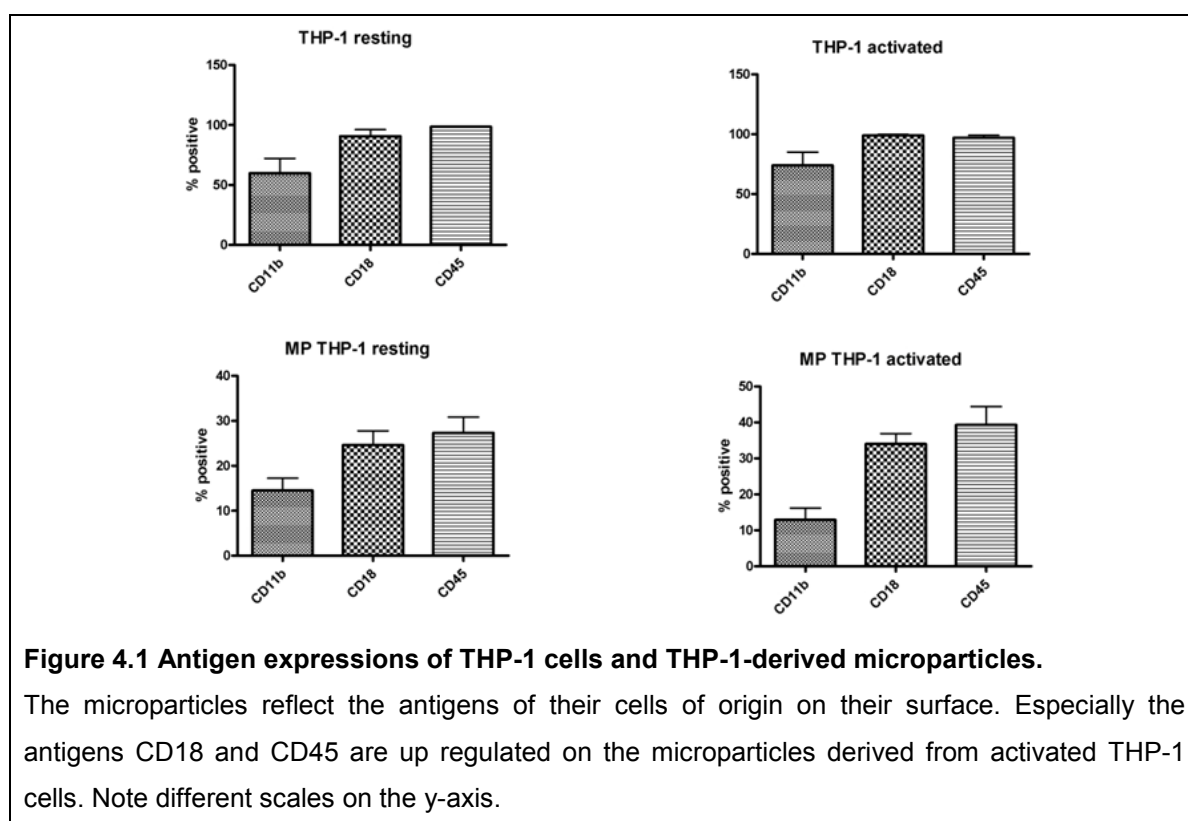 THP-1 resting
150
100
50
0
% positive
CD11b
CD18
CD45
THP-1 activated
150
100
50
0
% positive
CD11b
CD18
CD45
MP THP-1 resting
40
30
20
10
0
% positive
CD11b
CD18
CD45
MP THP-1 activated
50
40
30
20
10
0
% positive
CD11b
CD18
CD45
Figure 4.1 Antigen expressions of THP-1 cells and THP-1-derived microparticles.
The microparticles reflect the antigens of their cells of origin on their surface. Especially the
antigens CD18 and CD45 are up regulated on the microparticles derived from activated THP-1
cells. Note different scales on the y-axis.